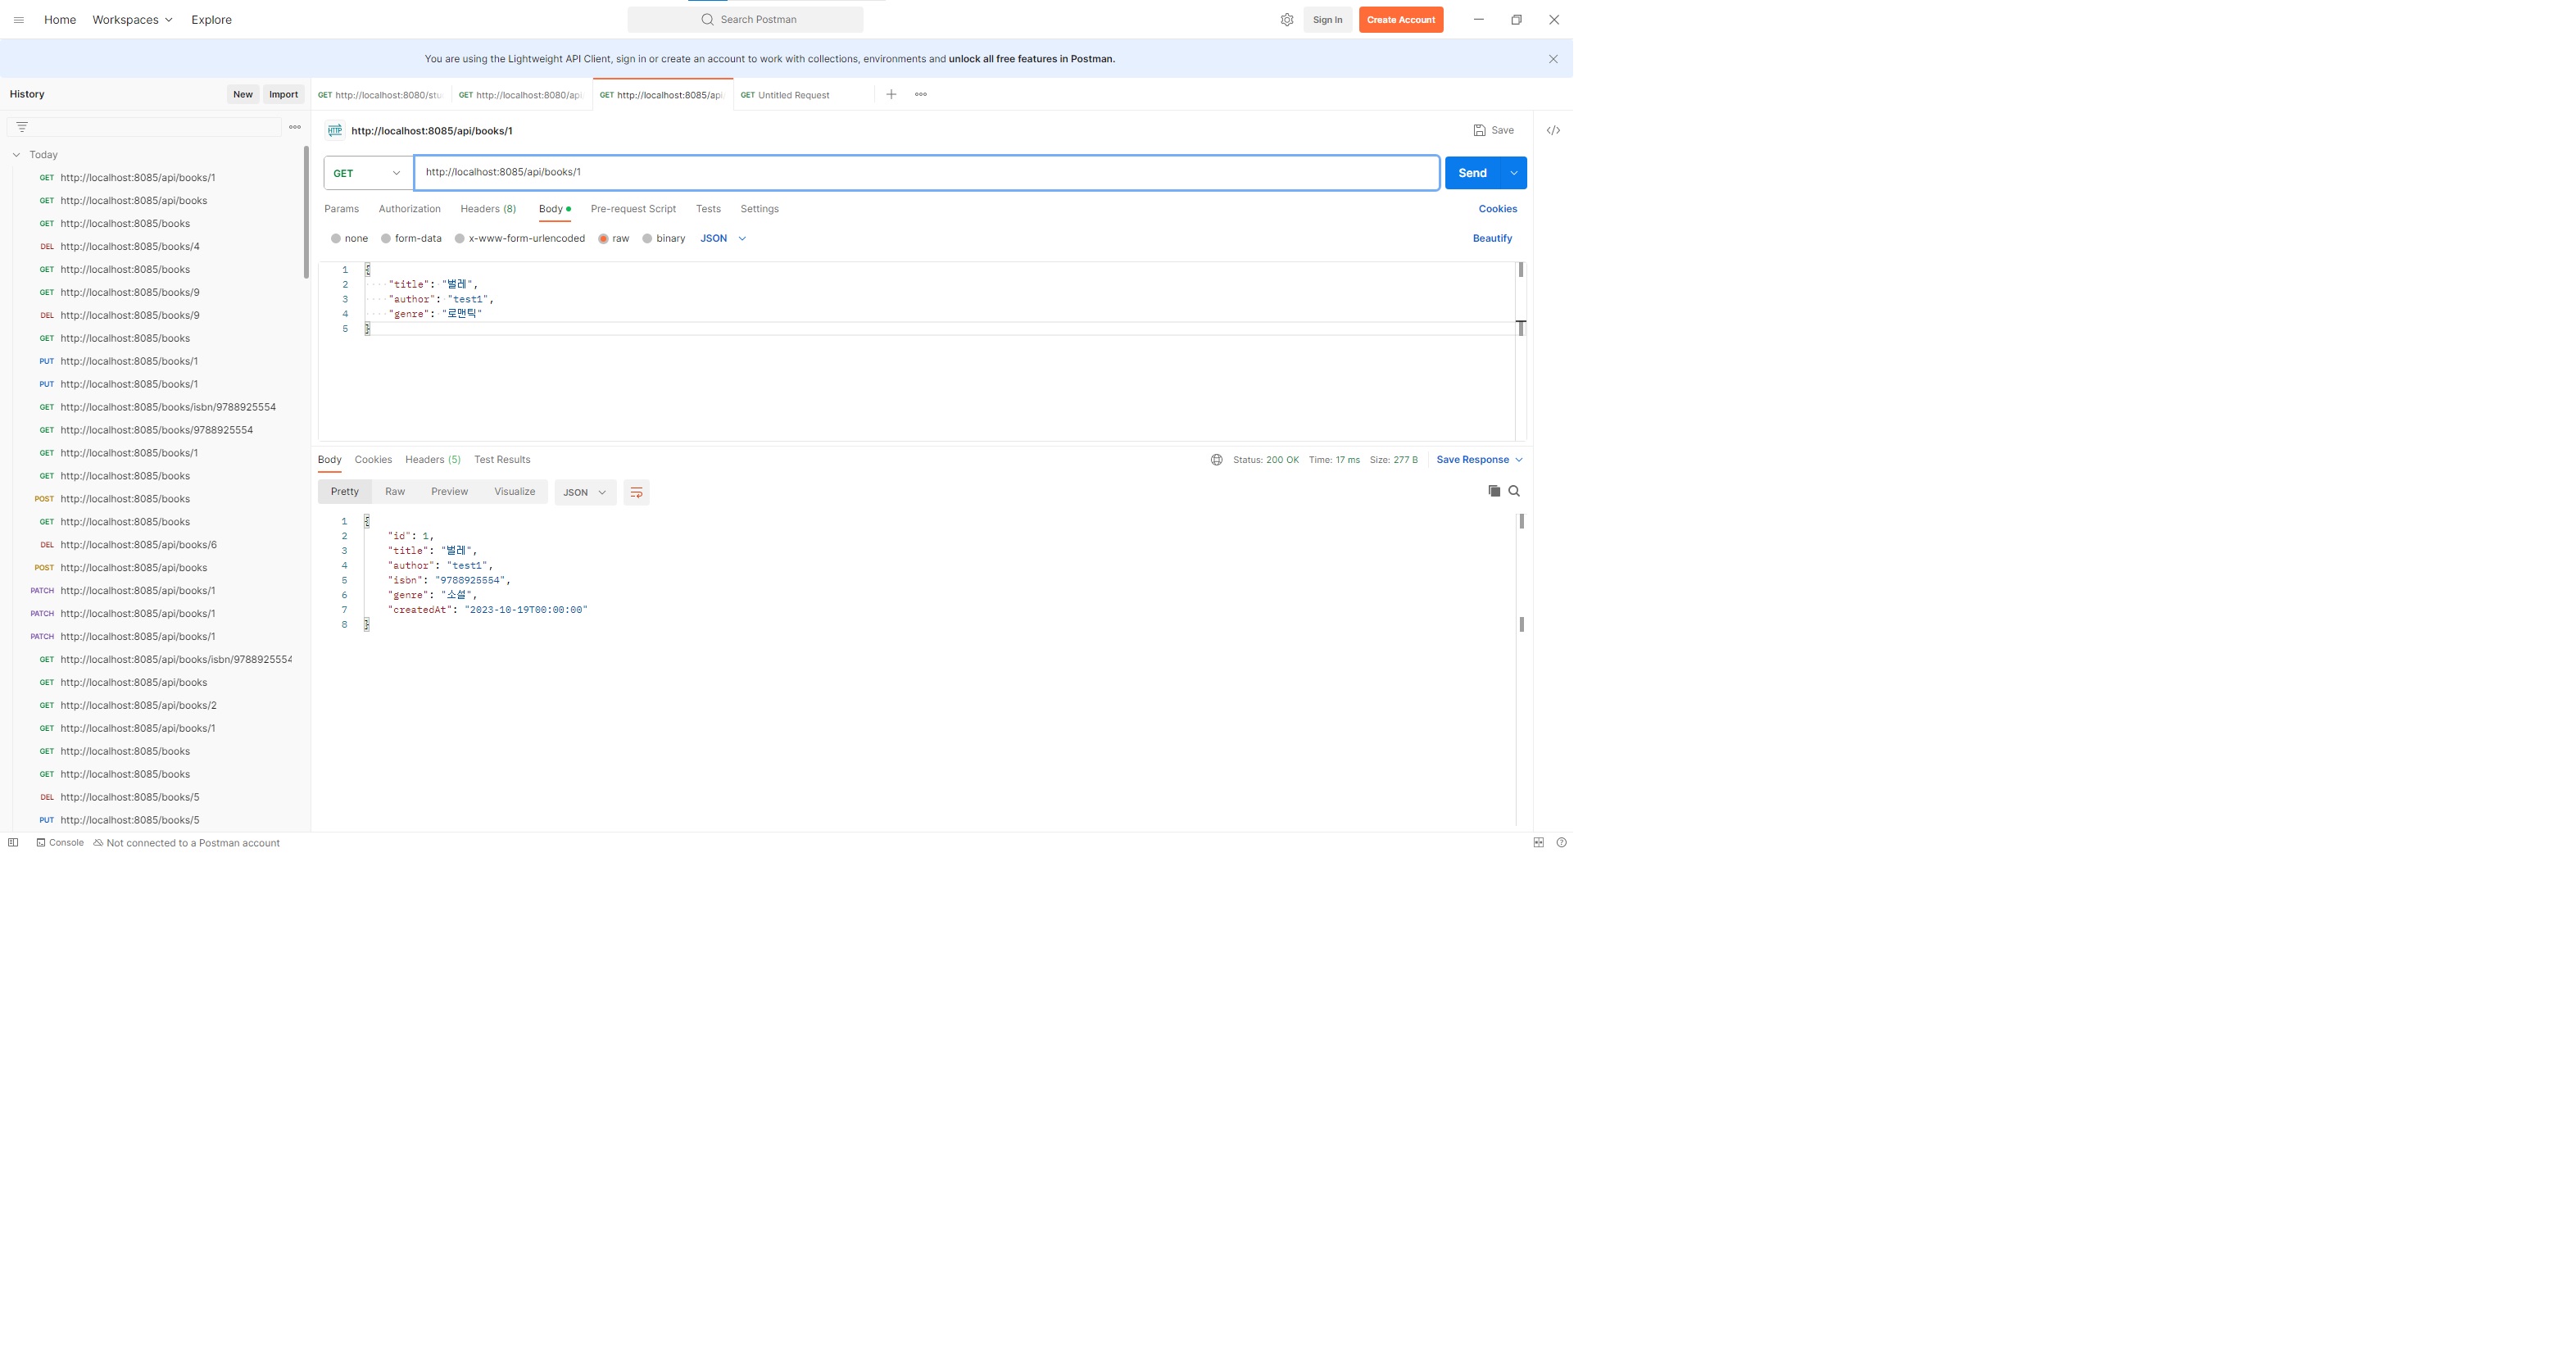 Home Workspaces Explore Search Postman Sign In Create Account
You are using the Lightweight API Client, sign in or create an account to work with collections, environments and unlock all free features in Postman.
History New Import GET http://localhost:8080/stu GET http://localhost:8080/api GET http://localhost:8085/api GET Untitled Request
HTTP http://localhost:8085/api/books/1 Save
Today
GET http://localhost:8085/api/books/1
GET http://localhost:8085/api/books
GET http://localhost:8085/books
DEL http://localhost:8085/books/4
GET http://localhost:8085/books
GET http://localhost:8085/books/9
DEL http://localhost:8085/books/9
GET http://localhost:8085/books
PUT http://localhost:8085/books/1
PUT http://localhost:8085/books/1
GET http://localhost:8085/books/isbn/9788925554
GET http://localhost:8085/books/9788925554
GET http://localhost:8085/books/1
GET http://localhost:8085/books
POST http://localhost:8085/books
GET http://localhost:8085/books
DEL http://localhost:8085/api/books/6
POST http://localhost:8085/api/books
PATCH http://localhost:8085/api/books/1
PATCH http://localhost:8085/api/books/1
PATCH http://localhost:8085/api/books/1
GET http://localhost:8085/api/books/isbn/9788925554
GET http://localhost:8085/api/books
GET http://localhost:8085/api/books/2
GET http://localhost:8085/api/books/1
GET http://localhost:8085/books
GET http://localhost:8085/books
DEL http://localhost:8085/books/5
PUT http://localhost:8085/books/5
GET http://localhost:8085/api/books/1 Send
Params Authorization Headers (8) Body Pre-request Script Tests Settings Cookies
none form-data x-www-form-urlencoded raw binary JSON Beautify
1 {
2 "title": "벌레",
3 "author": "test1",
4 "genre": "로맨틱"
5 }
Body Cookies Headers (5) Test Results Status: 200 OK Time: 17 ms Size: 277 B Save Response
Pretty Raw Preview Visualize JSON
1 {
2 "id": 1,
3 "title": "벌레",
4 "author": "test1",
5 "isbn": "9788925554",
6 "genre": "소설",
7 "createdAt": "2023-10-19T00:00:00"
8 }
Console Not connected to a Postman account